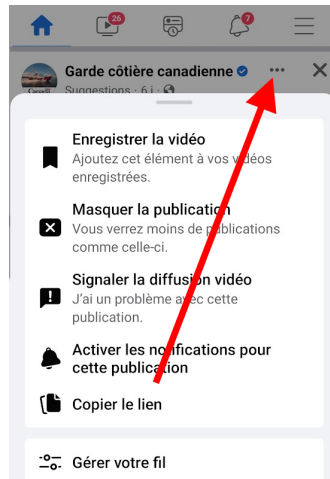 26
9
Garde côtière canadienne
Suggestions · 6 j ·
Enregistrer la vidéo
Ajoutez cet élément à vos vidéos
enregistrées.
Masquer la publication
Vous verrez moins de publications
comme celle-ci.
Signaler la diffusion vidéo
J'ai un problème avec cette
publication.
Activer les notifications pour
cette publication
Copier le lien
Gérer votre fil